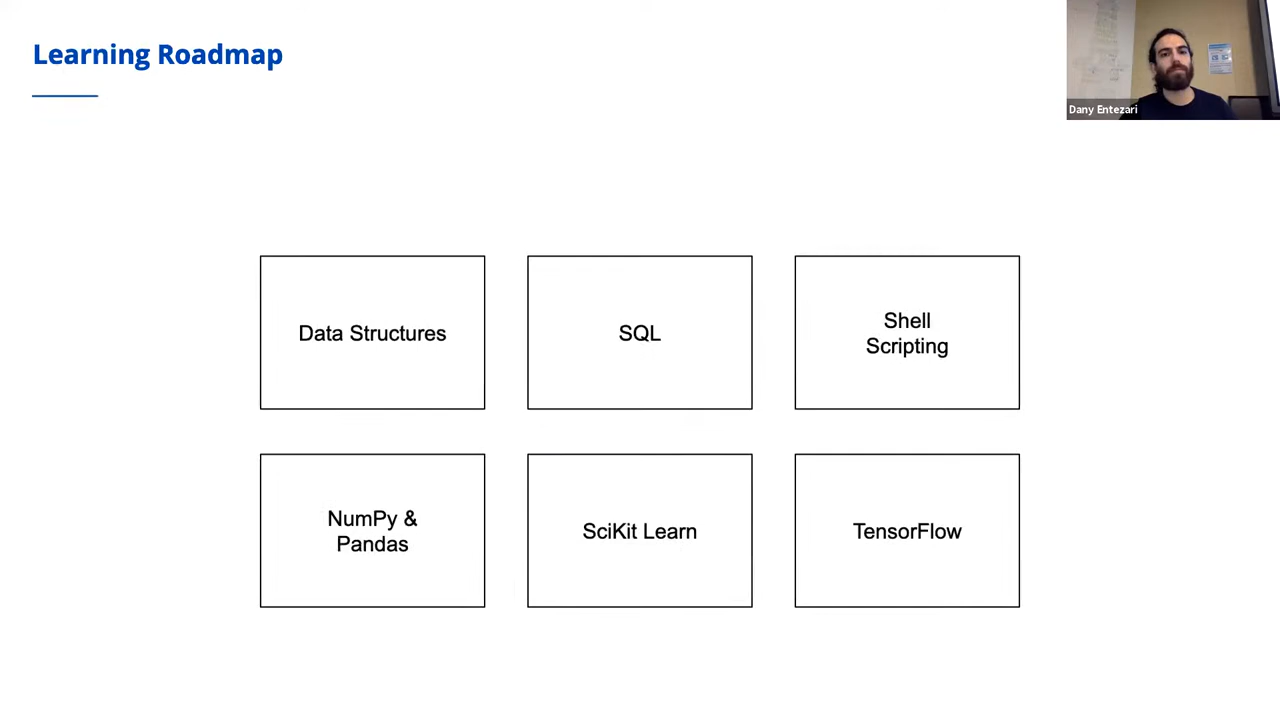 Learning Roadmap
Dany Entezari
Data Structures
SQL
Shell
Scripting
NumPy &
Pandas
SciKit Learn
TensorFlow